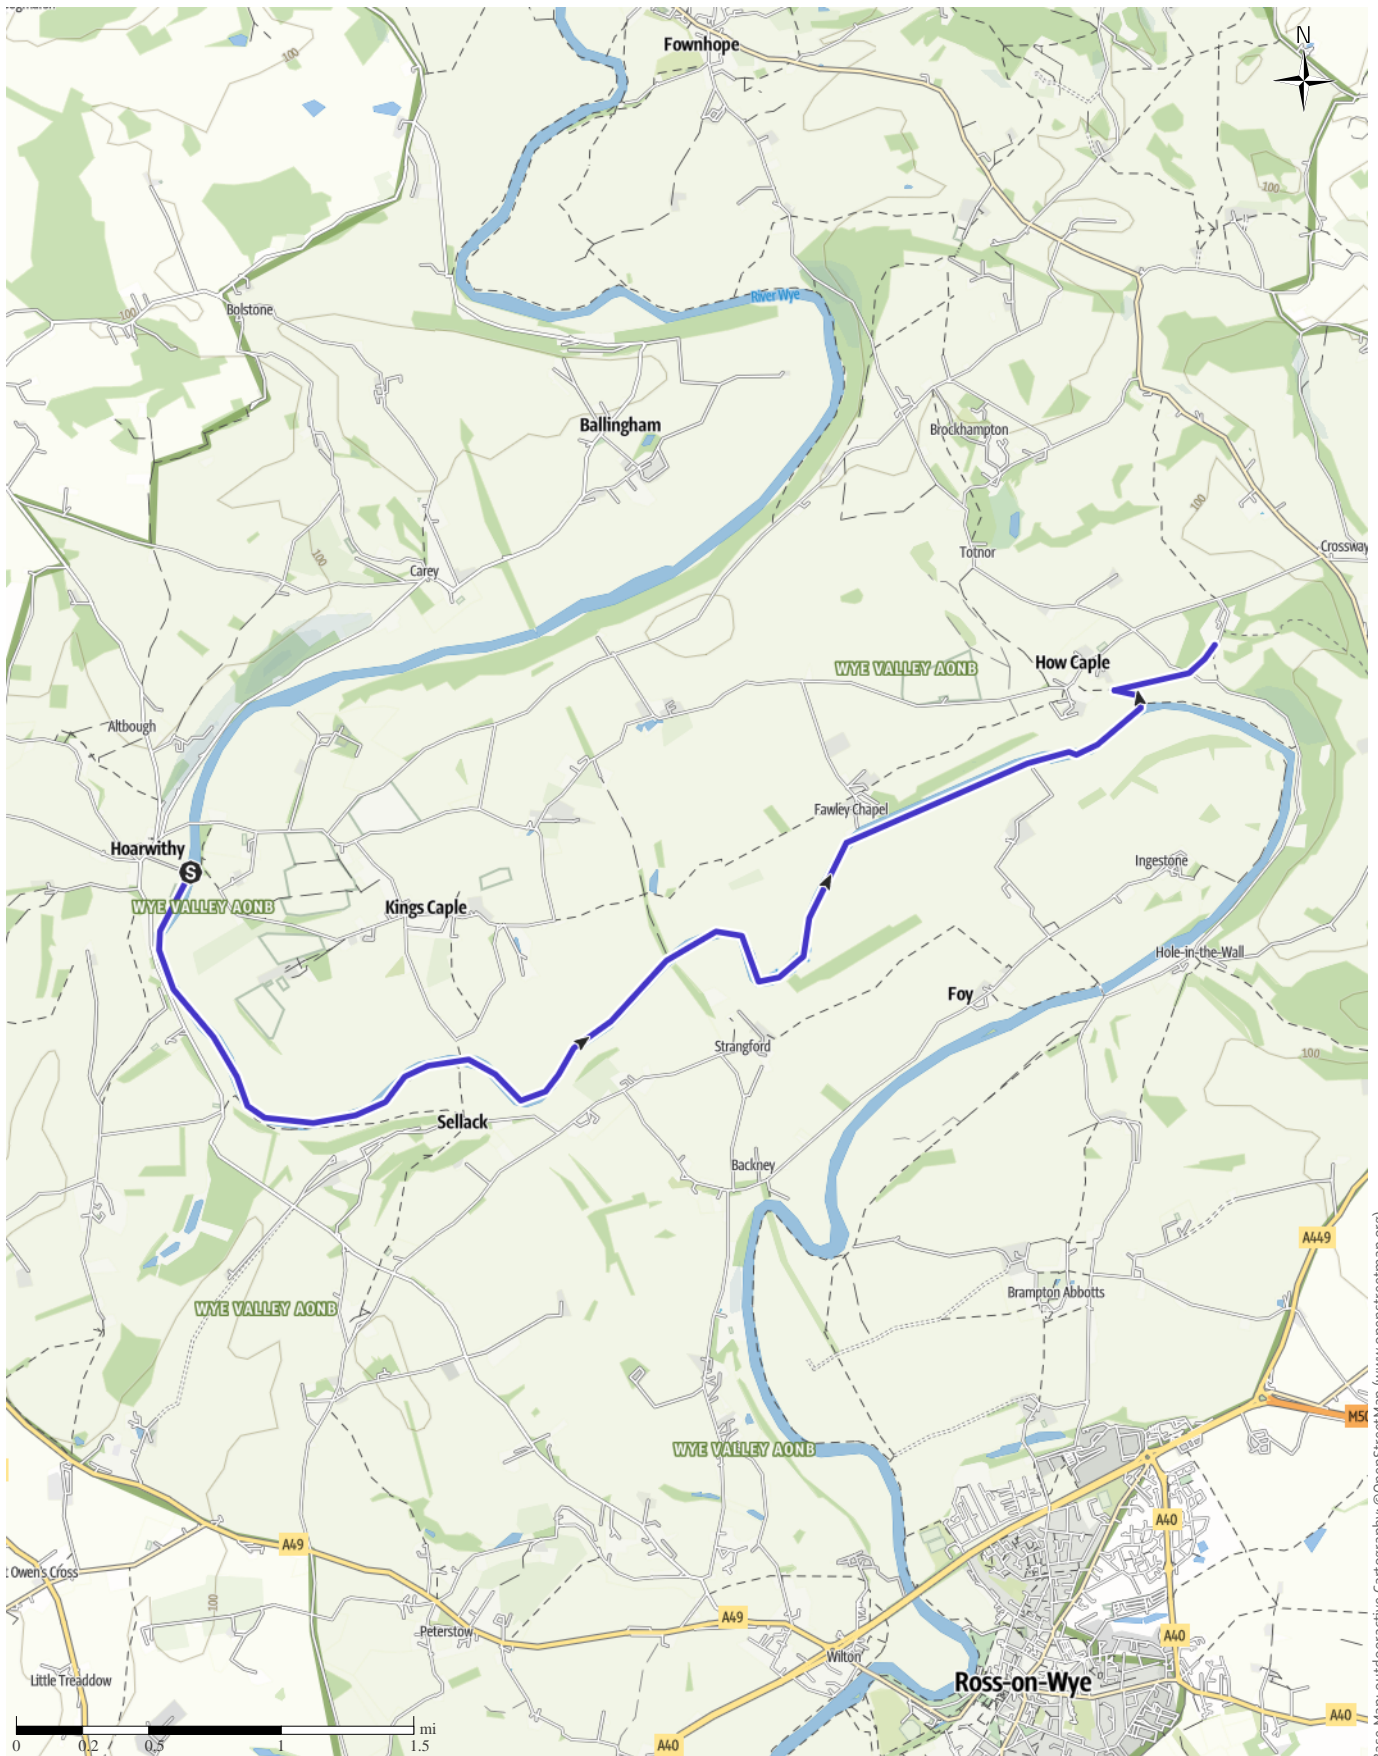 Fownhope
N
100
100
River Wye
Bolstone
100
Ballingham
Brockhampton
100
Totnor
Crossway
100
Carey
WYE VALLEY AONB
How Caple
Altbough
Fawley Chapel
Hoarwithy
S
Ingestone
WYE VALLEY AONB
Kings Caple
Hole-in-the-Wall
Foy
Strangford
100
Sellack
Backney
A449
Brampton Abbotts
WYE VALLEY AONB
M50
WYE VALLEY AONB
A40
A49
t Owen's Cross
100
A49
Peterstow
A40
Wilton
Little Treaddow
Ross-on-Wye
A40
A40
mi
0
0.2
0.5
1
1.5